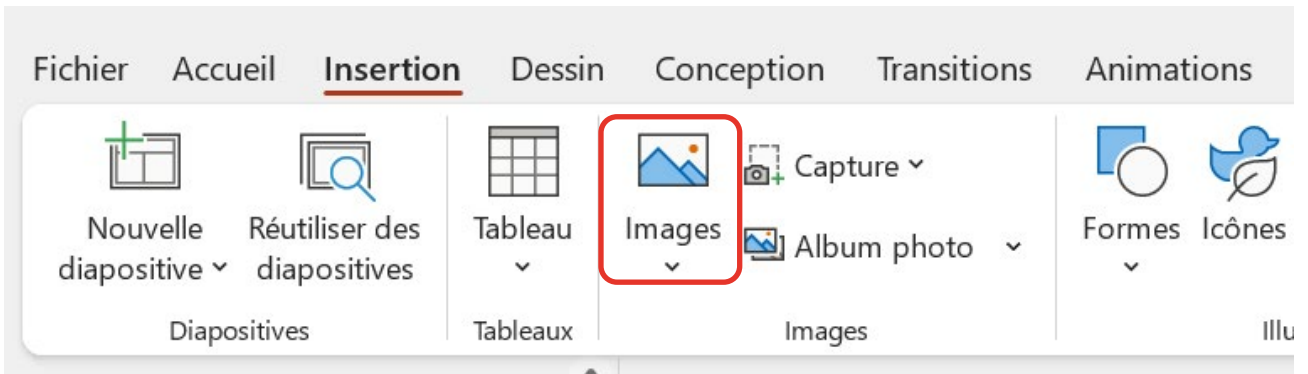 Fichier Accueil Insertion Dessin Conception Transitions Animations
Nouvelle diapositive
Réutiliser des diapositives
Tableau
Images
Capture
Album photo
Formes
Icônes
Diapositives
Tableaux
Images
Illu